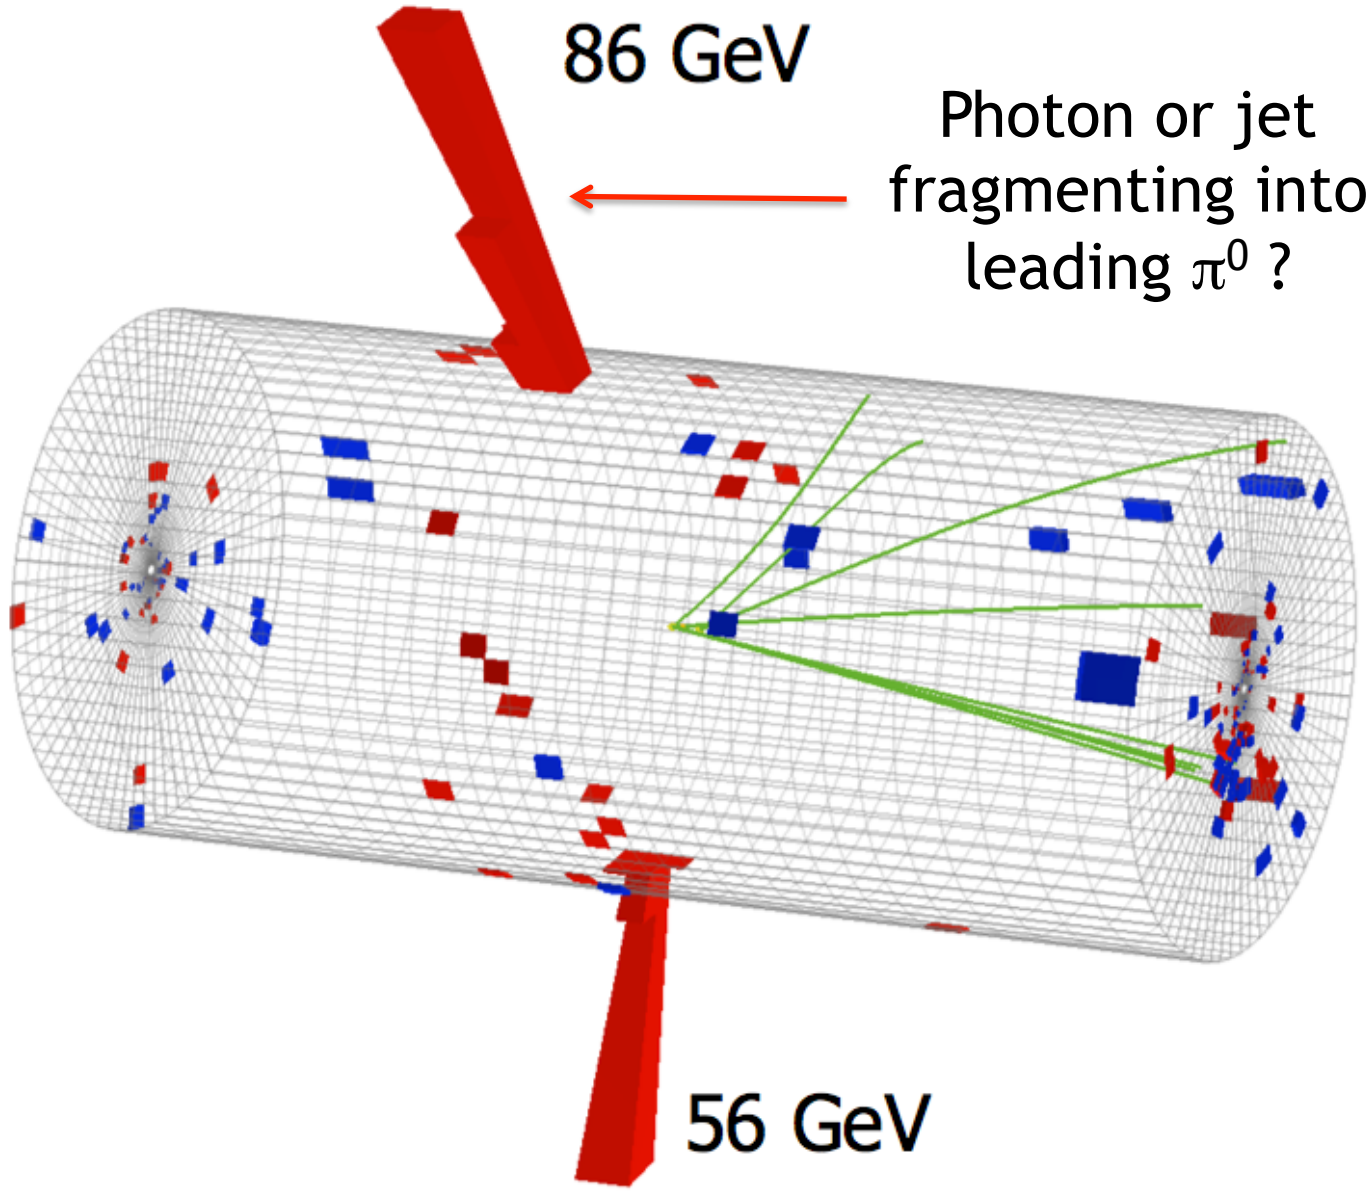 86 GeV
Photon or jet
fragmenting into
leading π⁰ ?
56 GeV